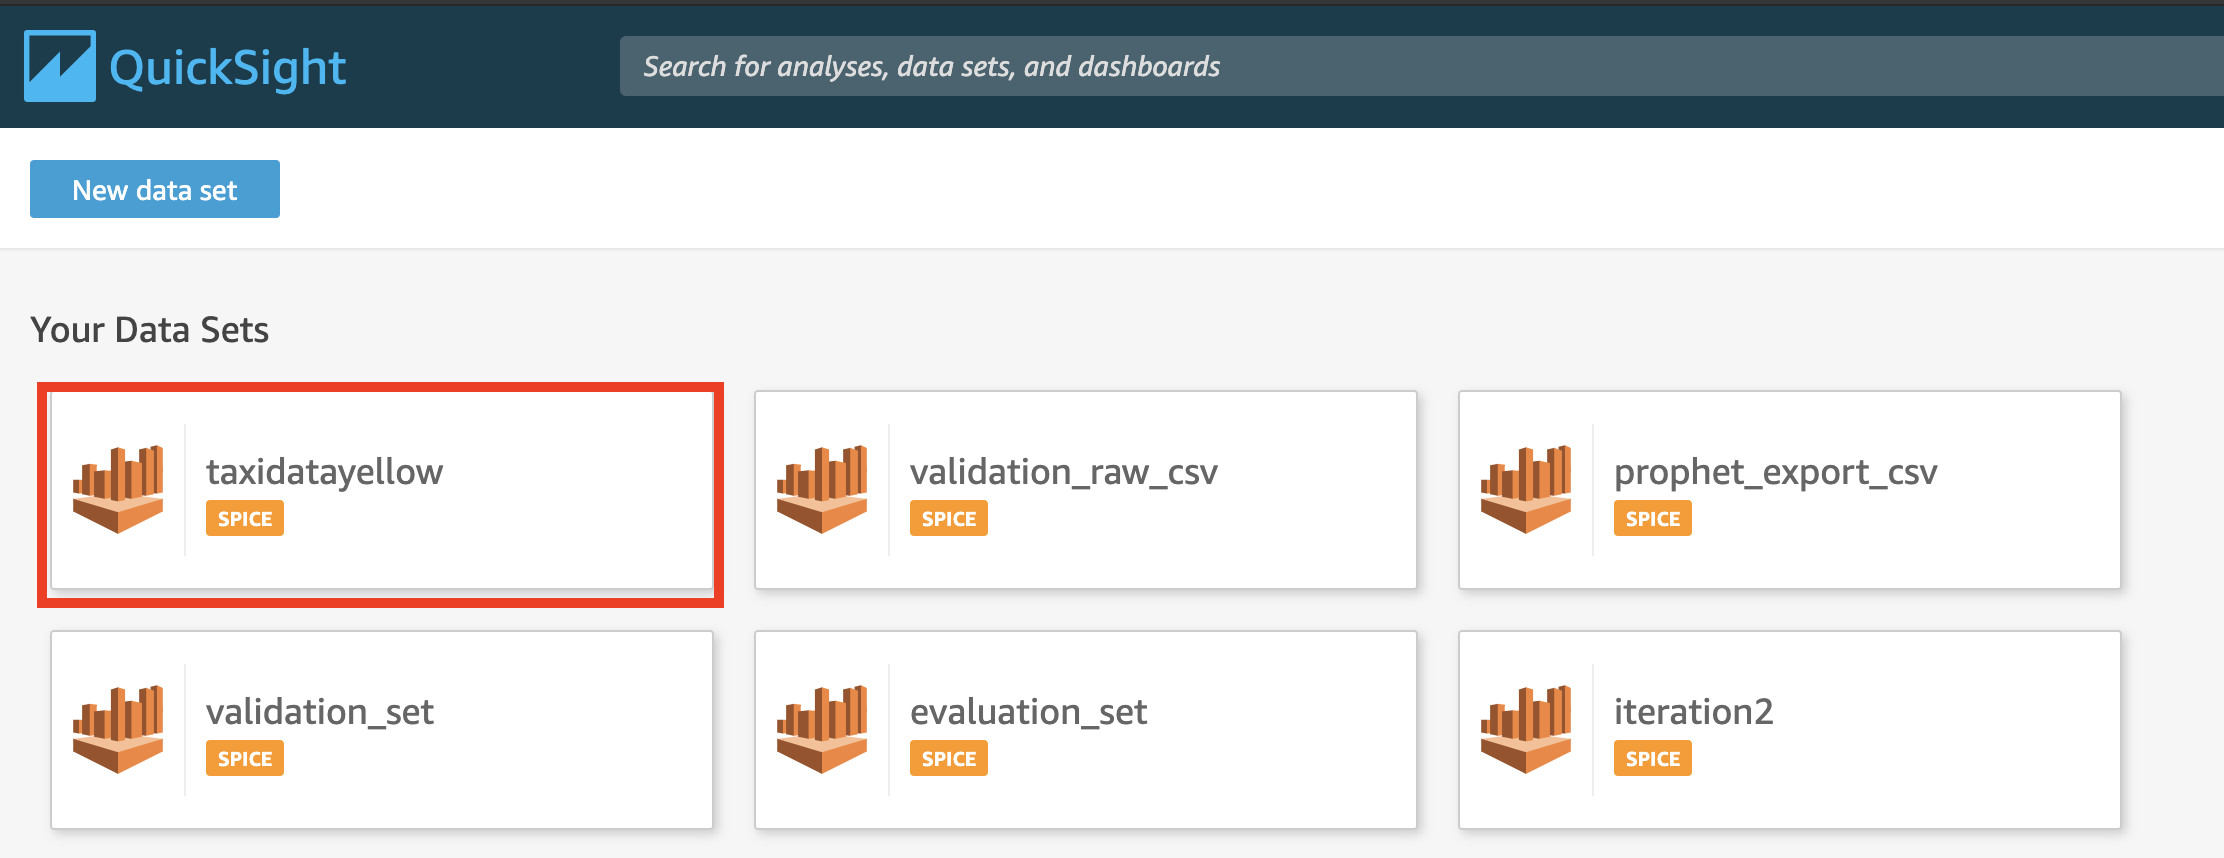 QuickSight
Search for analyses, data sets, and dashboards
New data set
Your Data Sets
taxidatayellow
SPICE
validation_raw_csv
SPICE
prophet_export_csv
SPICE
validation_set
SPICE
evaluation_set
SPICE
iteration2
SPICE